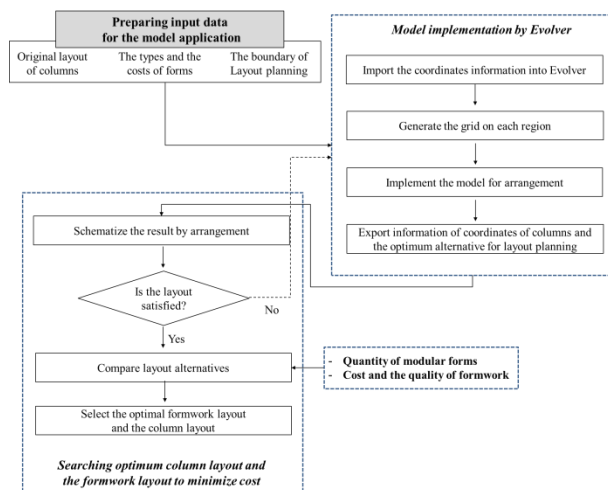 Preparing input data
for the model application
Original layout
of columns
The types and the
costs of forms
The boundary of
Layout planning
Model implementation by Evolver
Import the coordinates information into Evolver
Generate the grid on each region
Implement the model for arrangement
Export information of coordinates of columns and
the optimum alternative for layout planning
Schematize the result by arrangement
Is the layout
satisfied?
No
Yes
Compare layout alternatives
- Quantity of modular forms
- Cost and the quality of formwork
Select the optimal formwork layout
and the column layout
Searching optimum column layout and
the formwork layout to minimize cost